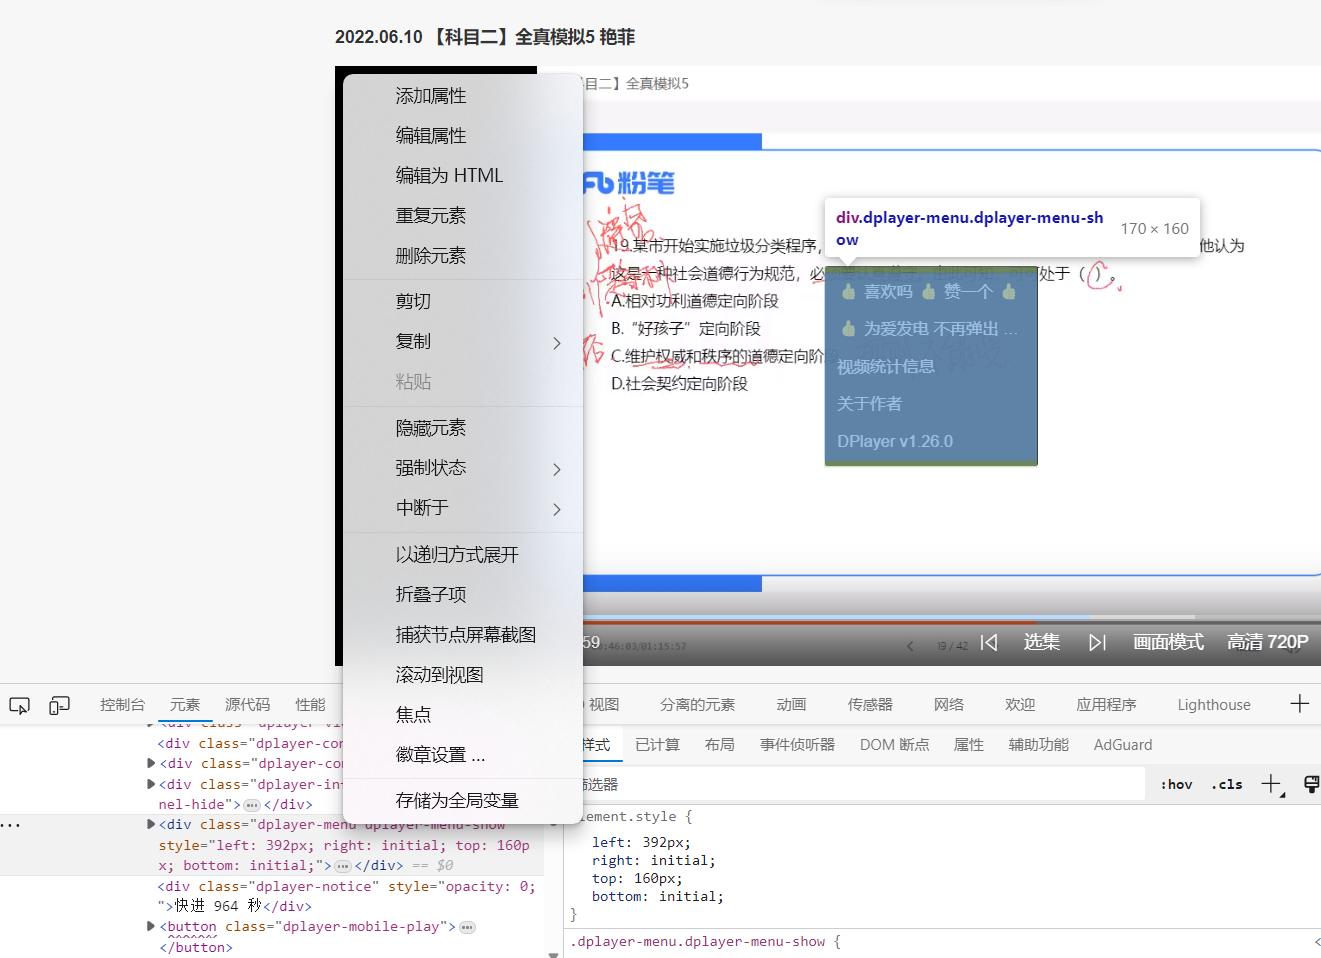 2022.06.10 【科目二】全真模拟5 艳菲
目二】全真模拟5
添加属性
编辑属性
编辑为 HTML
重复元素
删除元素
剪切
复制
粘贴
隐藏元素
强制状态
中断于
以递归方式展开
折叠子项
捕获节点屏幕截图
滚动到视图
焦点
徽章设置 ...
存储为全局变量
粉笔
div.dplayer-menu.dplayer-menu-sh
ow
170 × 160
19.某市开始实施垃圾分类程序，
他认为
这是一种社会道德行为规范，必
处于（ ）。
A.相对功利道德定向阶段
B.“好孩子”定向阶段
C.维护权威和秩序的道德定向阶
D.社会契约定向阶段
👍 喜欢吗 👍 赞一个 👍
👍 为爱发电 不再弹出 ...
视频统计信息
关于作者
DPlayer v1.26.0
59
:46:03/01:15:57
19 / 42
选集
画面模式
高清 720P
控制台
元素
源代码
性能
视图
分离的元素
动画
传感器
网络
欢迎
应用程序
Lighthouse
<div class="dplayer-con
<div class="dplayer-co
<div class="dplayer-in
nel-hide">…</div>
<div class="dplayer-menu dplayer-menu-show"
style="left: 392px; right: initial; top: 160p
x; bottom: initial;">…</div> == $0
<div class="dplayer-notice" style="opacity: 0;
">快进 964 秒</div>
<button class="dplayer-mobile-play">…
</button>
样式
已计算
布局
事件侦听器
DOM 断点
属性
辅助功能
AdGuard
筛选器
:hov
.cls
element.style {
left: 392px;
right: initial;
top: 160px;
bottom: initial;
}
.dplayer-menu.dplayer-menu-show {